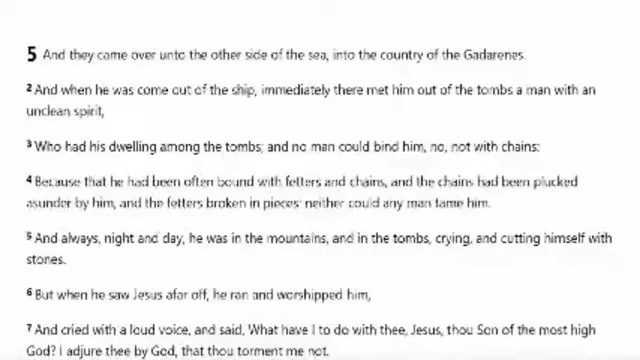 5 And they came over unto the other side of the sea, into the country of the Gadarenes.
2 And when he was come out of the ship, immediately there met him out of the tombs a man with an
unclean spirit,
3 Who had his dwelling among the tombs; and no man could bind him, no, not with chains:
4 Because that he had been often bound with fetters and chains, and the chains had been plucked
asunder by him, and the fetters broken in pieces: neither could any man tame him.
5 And always, night and day, he was in the mountains, and in the tombs, crying, and cutting himself with
stones.
6 But when he saw Jesus afar off, he ran and worshipped him,
7 And cried with a loud voice, and said, What have I to do with thee, Jesus, thou Son of the most high
God? I adjure thee by God, that thou torment me not.